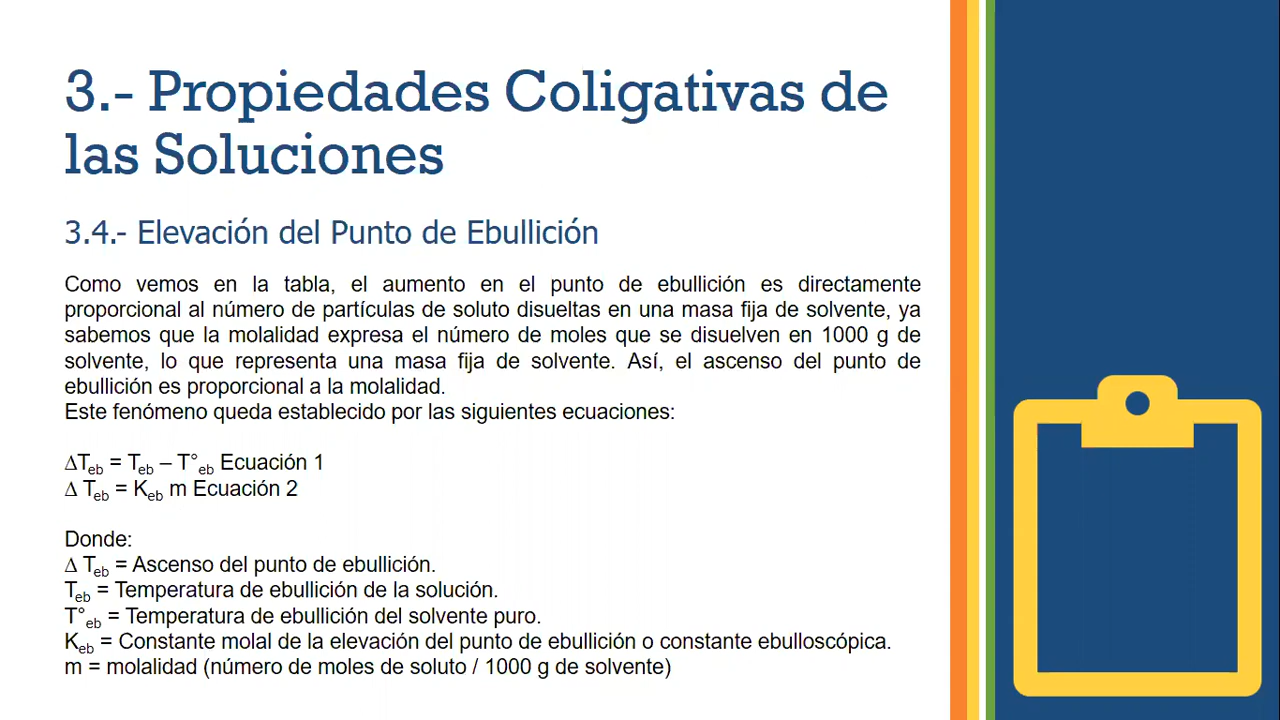 3.- Propiedades Coligativas de
las Soluciones
3.4.- Elevación del Punto de Ebullición
Como vemos en la tabla, el aumento en el punto de ebullición es directamente
proporcional al número de partículas de soluto disueltas en una masa fija de solvente, ya
sabemos que la molalidad expresa el número de moles que se disuelven en 1000 g de
solvente, lo que representa una masa fija de solvente. Así, el ascenso del punto de
ebullición es proporcional a la molalidad.
Este fenómeno queda establecido por las siguientes ecuaciones:
∆Teb = Teb – T°eb Ecuación 1
∆ Teb = Keb m Ecuación 2
Donde:
∆ Teb = Ascenso del punto de ebullición.
Teb = Temperatura de ebullición de la solución.
T°eb = Temperatura de ebullición del solvente puro.
Keb = Constante molal de la elevación del punto de ebullición o constante ebulloscópica.
m = molalidad (número de moles de soluto / 1000 g de solvente)